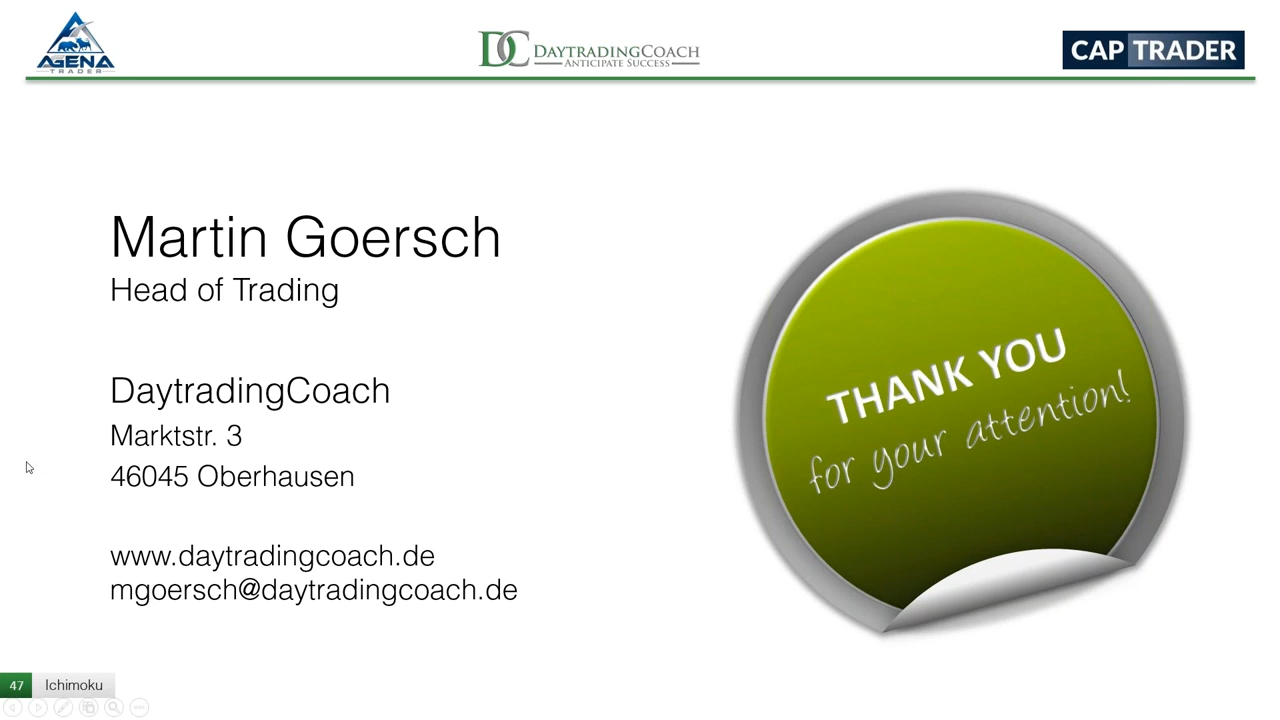 AGENA
TRADER
DC DAYTRADINGCOACH
ANTICIPATE SUCCESS
CAP TRADER
Martin Goersch
Head of Trading
DaytradingCoach
Marktstr. 3
46045 Oberhausen
www.daytradingcoach.de
mgoersch@daytradingcoach.de
THANK YOU
for your attention!
47 Ichimoku